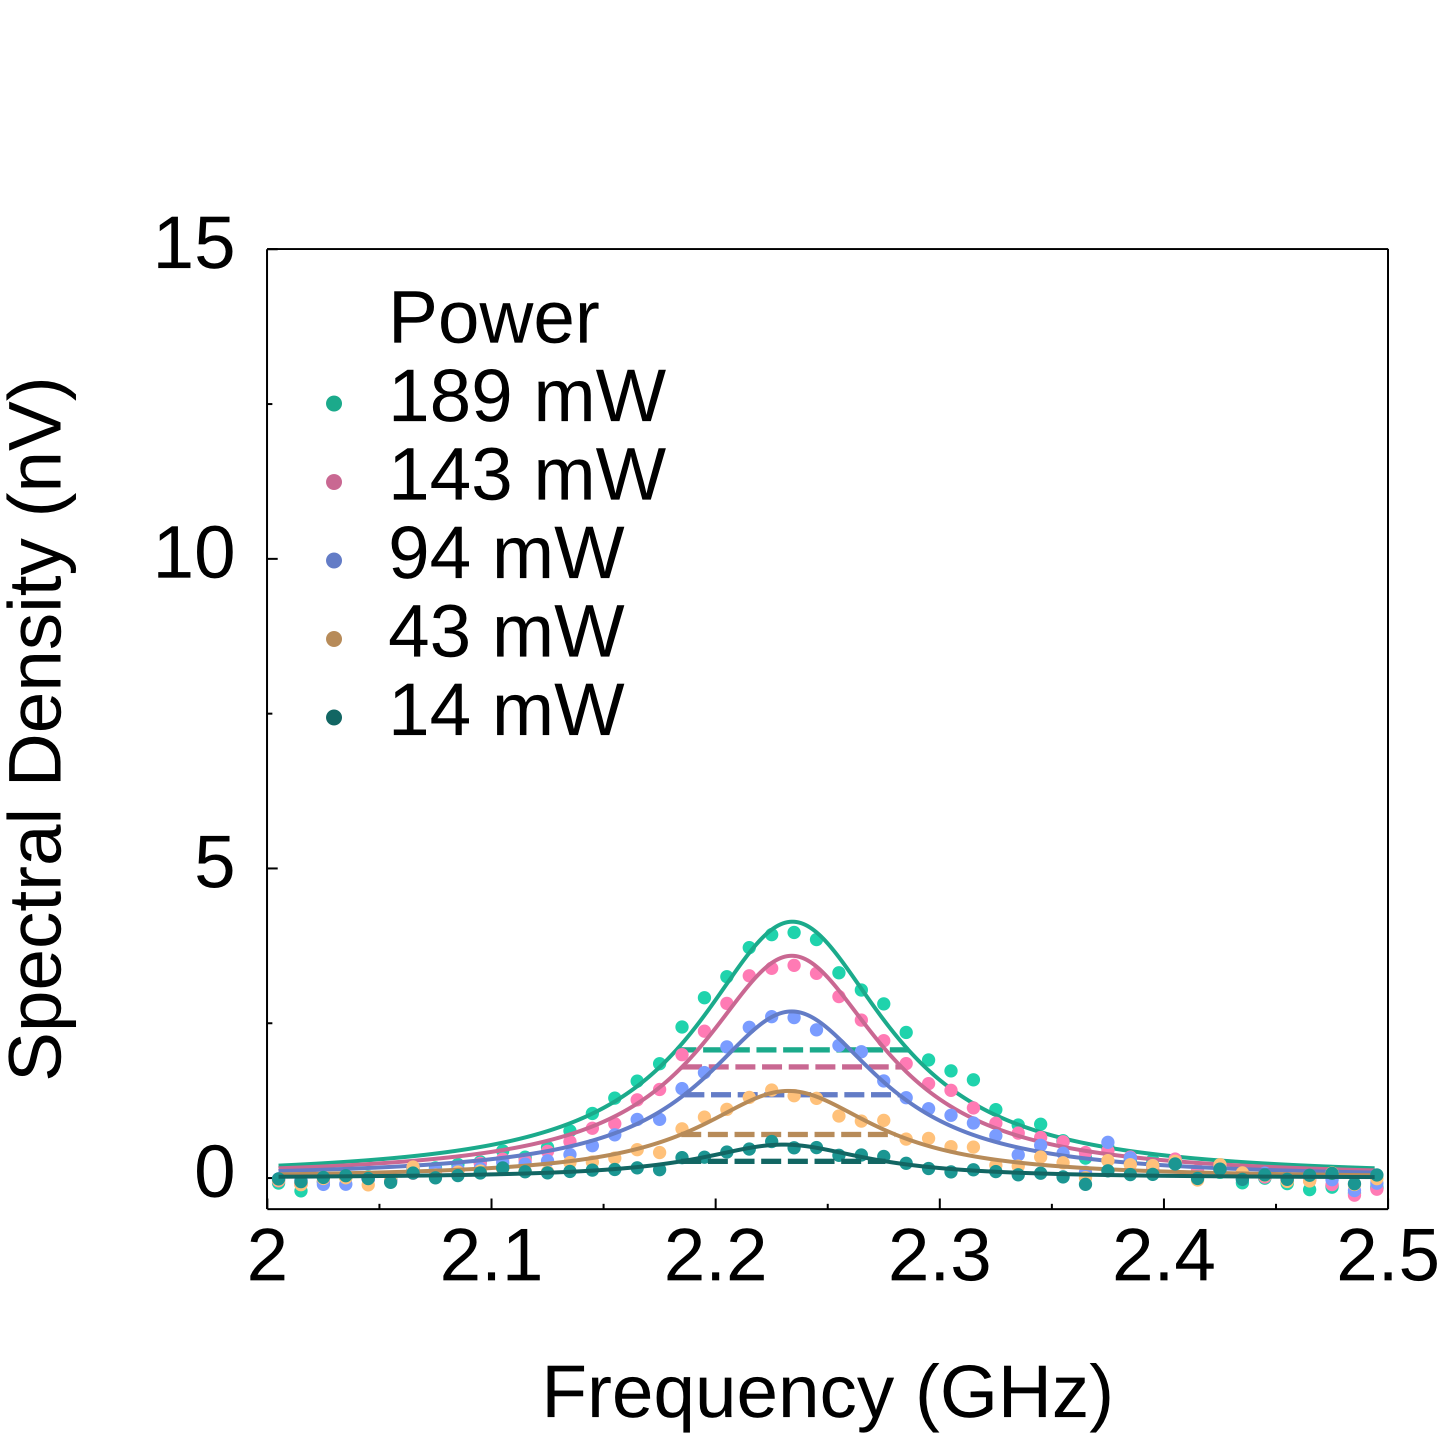 15
Power
189 mW
143 mW
94 mW
43 mW
14 mW
10
5
0
Spectral Density (nV)
2 2.1 2.2 2.3 2.4 2.5
Frequency (GHz)